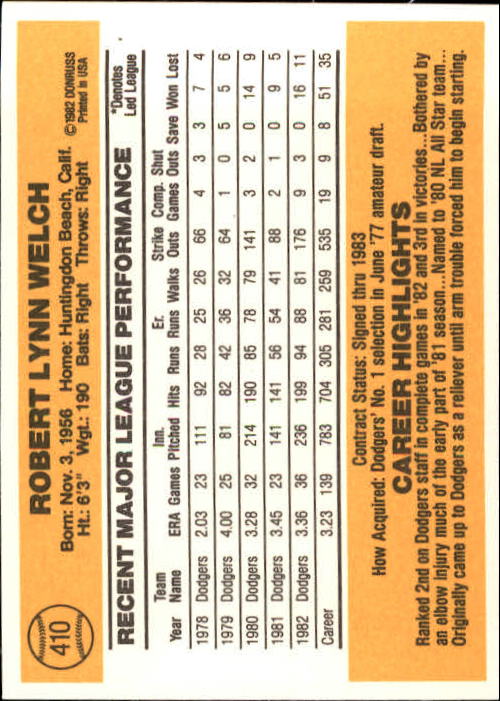 410
ROBERT LYNN WELCH
©1982 DONRUSS
Printed in USA
Born: Nov. 3, 1956 Home: Huntingdon Beach, Calif.
Ht.: 6'3" Wgt.: 190 Bats: Right Throws: Right
RECENT MAJOR LEAGUE PERFORMANCE
*Denotes
Led League
Team Inn. Er. Strike Comp. Shut
Year Name ERA Games Pitched Hits Runs Runs Walks Outs Games Outs Save Won Lost
1978 Dodgers 2.03 23 111 92 28 25 26 66 4 3 3 7 4
1979 Dodgers 4.00 25 81 82 42 36 32 64 1 0 5 5 6
1980 Dodgers 3.28 32 214 190 85 78 79 141 3 2 0 14 9
1981 Dodgers 3.45 23 141 141 56 54 41 88 2 1 0 9 5
1982 Dodgers 3.36 36 236 199 94 88 81 176 9 3 0 16 11
Career 3.23 139 783 704 305 281 259 535 19 9 8 51 35
Contract Status: Signed thru 1983
How Acquired: Dodgers' No. 1 selection in June '77 amateur draft.
CAREER HIGHLIGHTS
Ranked 2nd on Dodgers staff in complete games in '82 and 3rd in victories...Bothered by
an elbow Injury much of the early part of '81 season...Named to '80 NL All Star team...
Originally came up to Dodgers as a reliever until arm trouble forced him to begin starting.